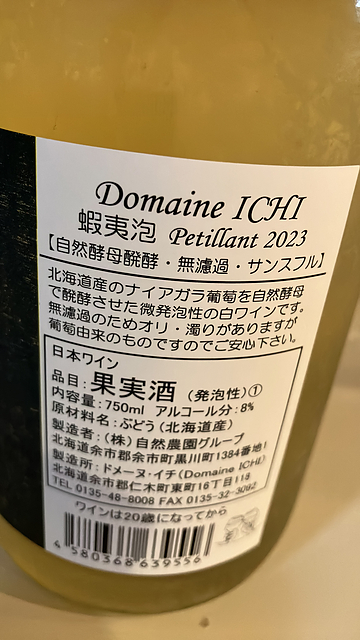 Domaine ICHI
蝦夷泡 Petillant 2023
【自然酵母醗酵・無濾過・サンスフル】
北海道産のナイアガラ葡萄を自然酵母
で醗酵させた微発泡性の白ワインです。
無濾過のためオリ・濁りがありますが
葡萄由来のものですのでご安心下さい。
日本ワイン
品目：果実酒（発泡性）①
内容量：750ml アルコール分：8%
原材料名：ぶどう（北海道産）
製造者：（株）自然農園グループ
北海道余市郡余市町黒川町1384番地1
製造所：ドメーヌ・イチ（Domaine ICHI）
北海道余市郡仁木町東町16丁目118
TEL 0135-48-8008 FAX 0135-32-3092
ワインは20歳になってから
4 580368 639556